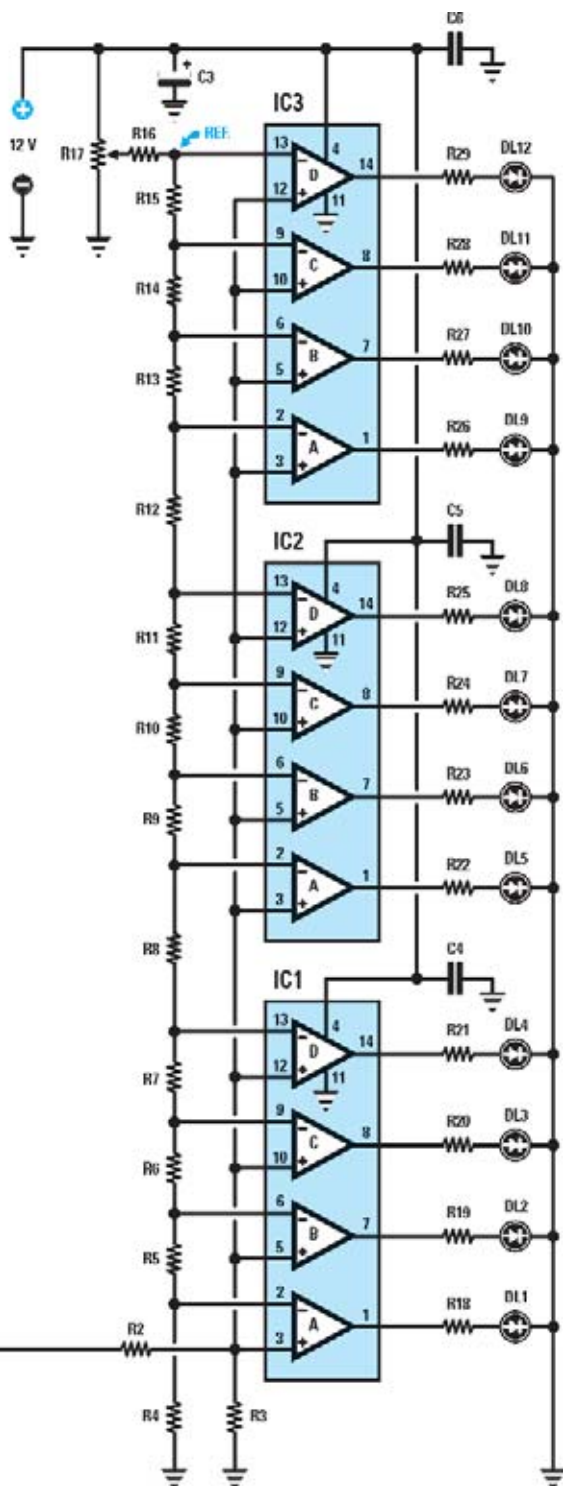 C6
+
C3
IC3
+
12 V
−
R17
R16
REF.
13
4
14
R29
DL12
−
D
R15
12
+
11
9
8
R28
DL11
−
C
R14
10
+
6
7
R27
DL10
−
B
R13
5
+
2
1
R26
DL9
−
A
3
+
R12
C5
IC2
13
4
14
R25
DL8
−
D
R11
12
+
11
9
8
R24
DL7
−
C
R10
10
+
6
7
R23
DL6
−
B
R9
5
+
2
1
R22
DL5
−
A
3
+
R8
C4
IC1
13
4
14
R21
DL4
−
D
R7
12
+
11
9
8
R20
DL3
−
C
R6
10
+
6
7
R19
DL2
−
B
R5
5
+
2
1
R18
DL1
−
A
R2
3
+
R4
R3